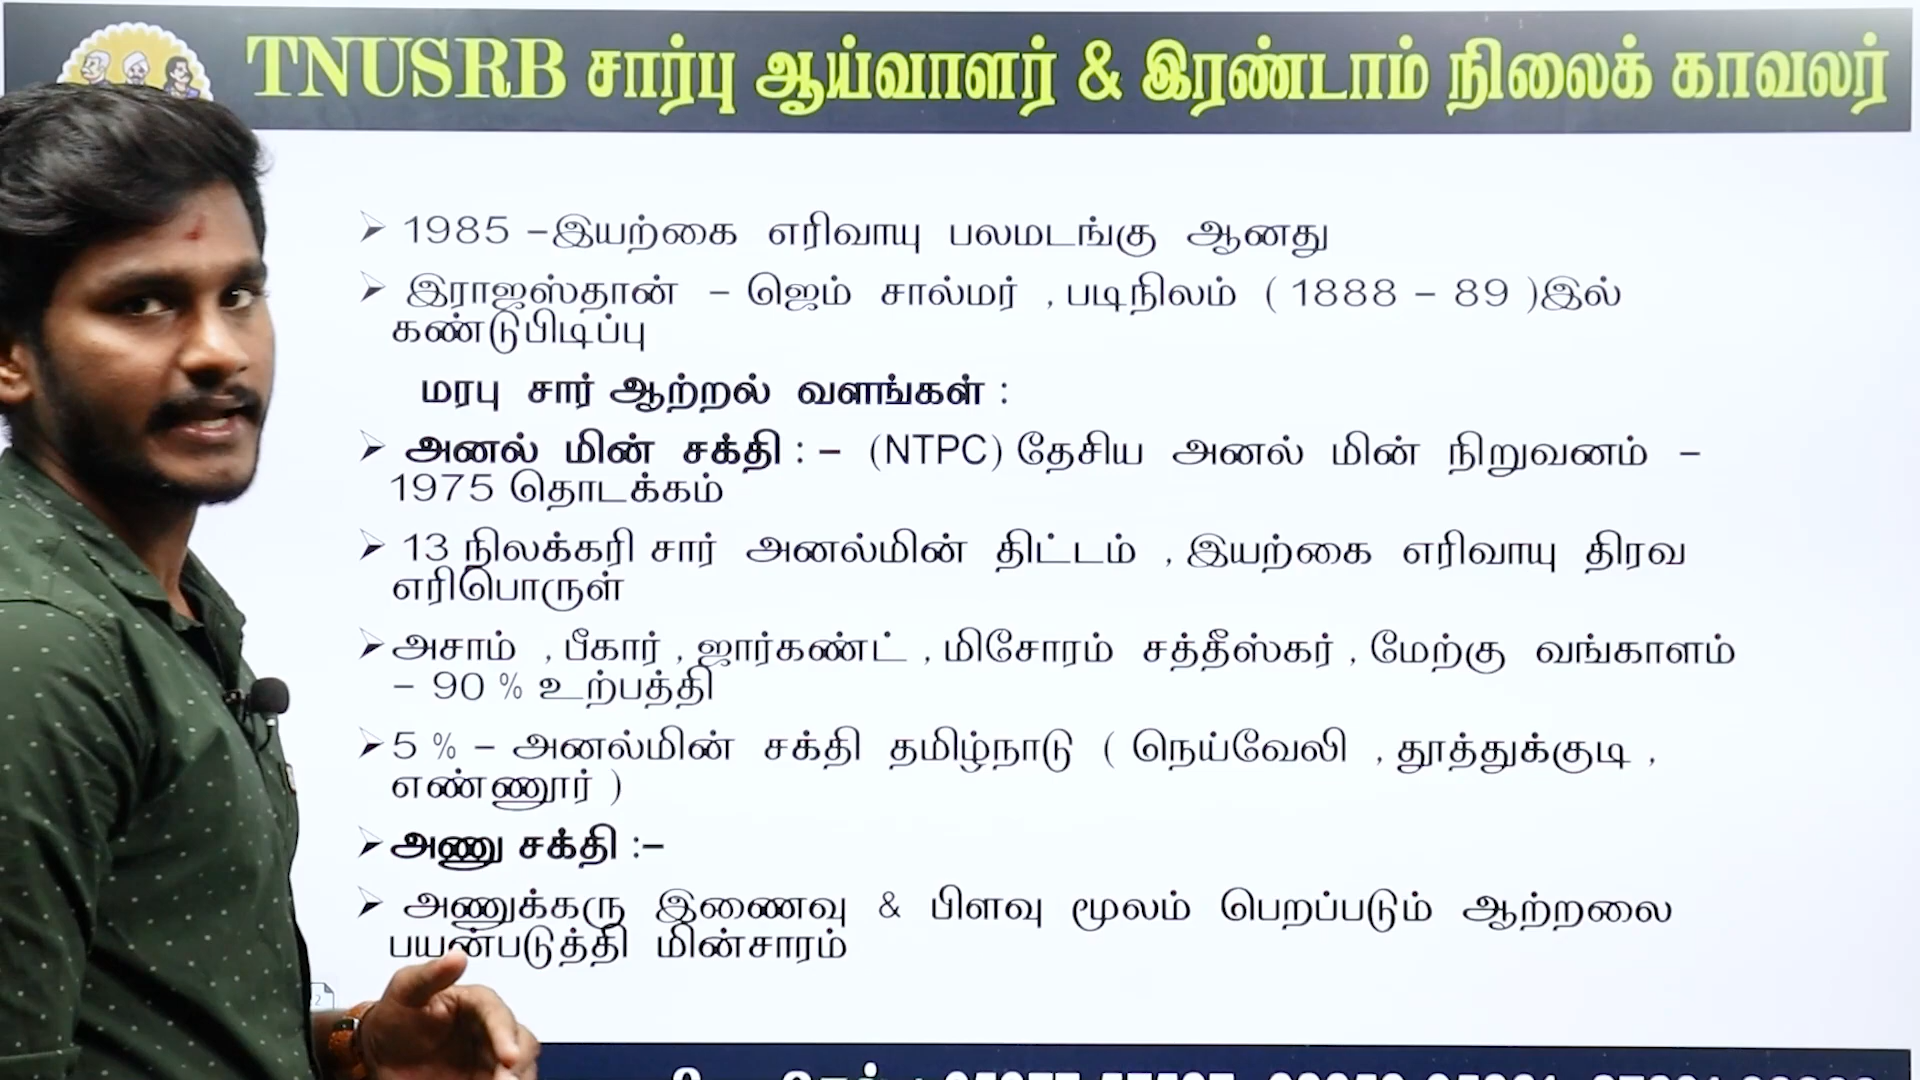 TNUSRB சார்பு ஆய்வாளர் & இரண்டாம் நிலைக் காவலர்
➢ 1985 –இயற்கை எரிவாயு பலமடங்கு ஆனது
➢ இராஜஸ்தான் – ஜெம் சால்மர் , படிநிலம் ( 1888 – 89 )இல்
கண்டுபிடிப்பு
மரபு சார் ஆற்றல் வளங்கள் :
➢ அனல் மின் சக்தி : – (NTPC) தேசிய அனல் மின் நிறுவனம் –
1975 தொடக்கம்
➢ 13 நிலக்கரி சார் அனல்மின் திட்டம் , இயற்கை எரிவாயு திரவ
எரிபொருள்
➢ அசாம் , பீகார் , ஜார்கண்ட் , மிசோரம் சத்தீஸ்கர் , மேற்கு வங்காளம்
– 90 % உற்பத்தி
➢ 5 % – அனல்மின் சக்தி தமிழ்நாடு ( நெய்வேலி , தூத்துக்குடி ,
எண்ணூர் )
➢ அணு சக்தி :–
➢ அணுக்கரு இணைவு & பிளவு மூலம் பெறப்படும் ஆற்றலை
பயன்படுத்தி மின்சாரம்
2